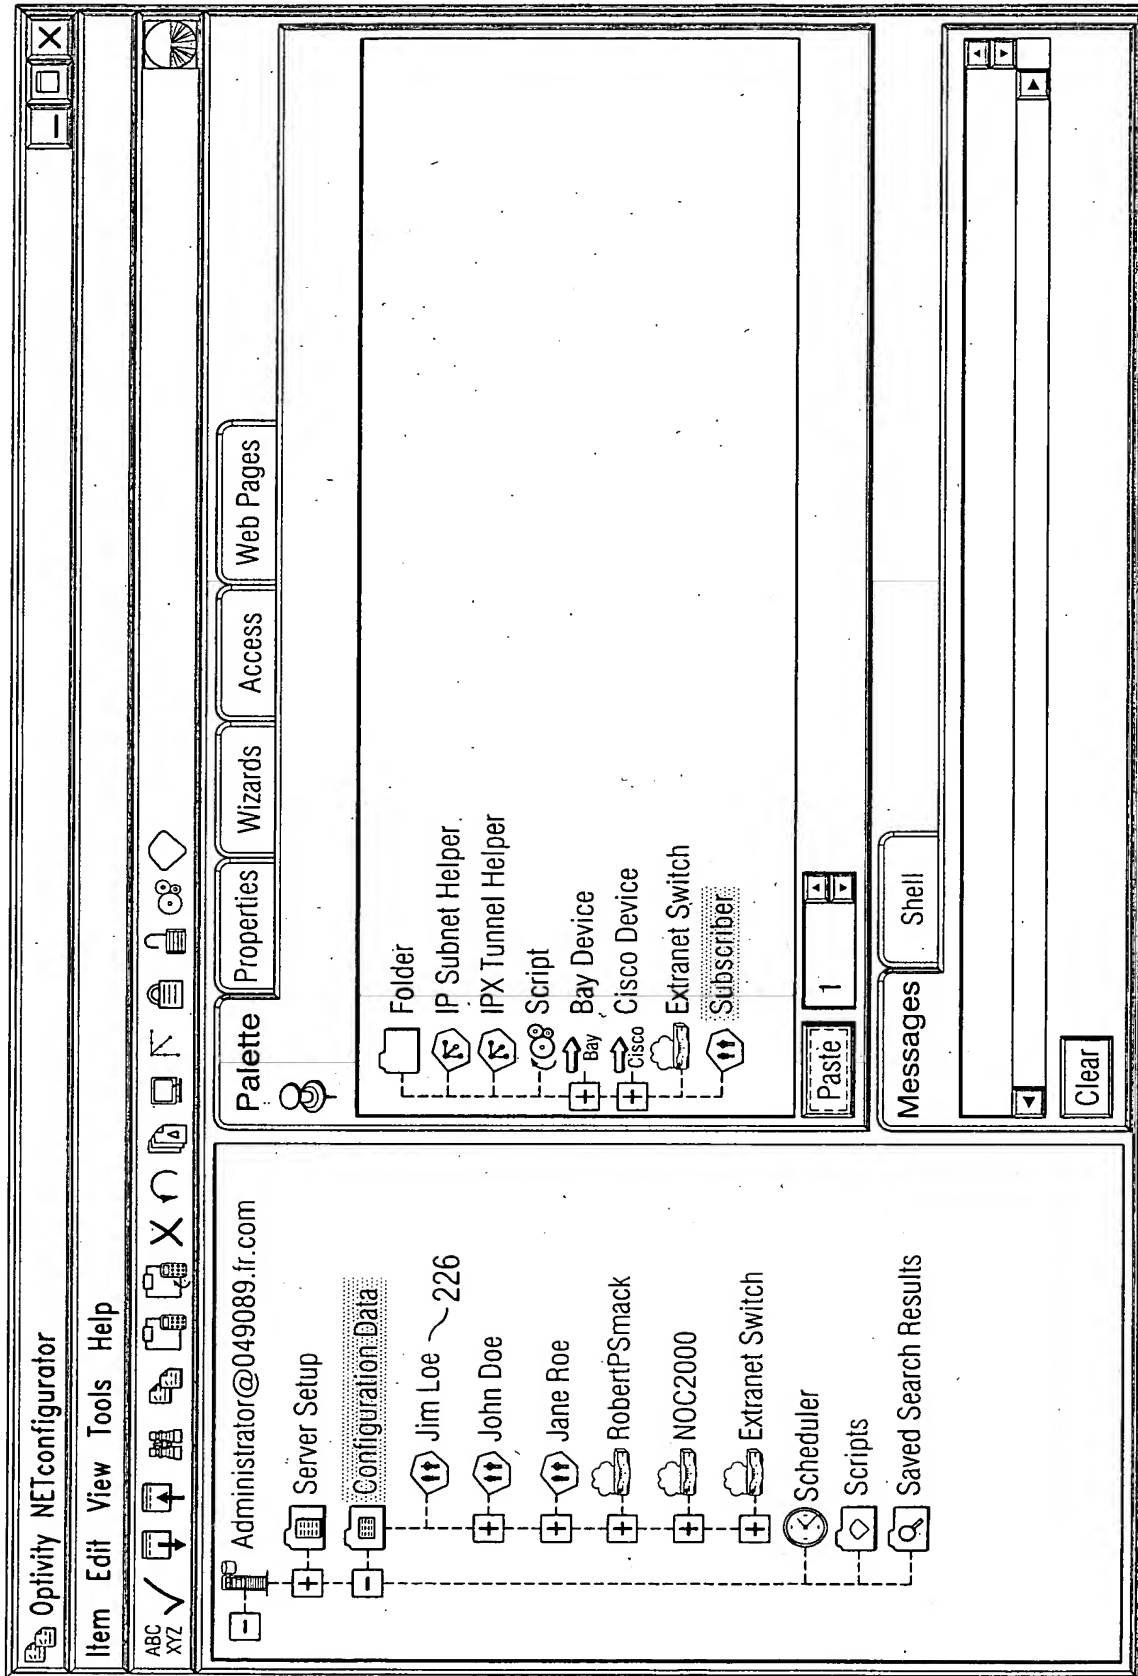 Optivity NETconfigurator
Item Edit View Tools Help
ABC
XYZ
Administrator@049089.fr.com
Server Setup
Configuration Data
Jim Loe 226
John Doe
Jane Roe
RobertPSmack
NOC2000
Extranet Switch
Scheduler
Scripts
Saved Search Results
Palette Properties Wizards Access Web Pages
Folder
IP Subnet Helper
IPX Tunnel Helper
Script
Bay Bay Device
Cisco Cisco Device
Extranet Switch
Subscriber
Paste 1
Messages Shell
Clear